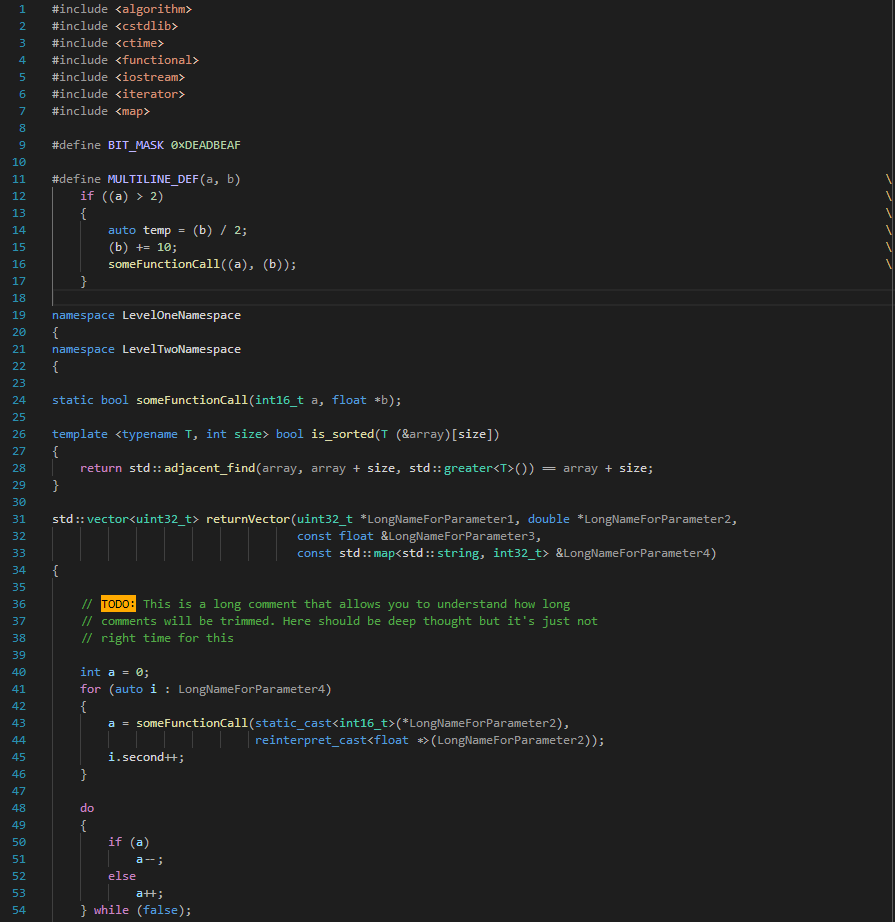 1 #include <algorithm>
2 #include <cstdlib>
3 #include <ctime>
4 #include <functional>
5 #include <iostream>
6 #include <iterator>
7 #include <map>
8
9 #define BIT_MASK 0xDEADBEAF
10
11 #define MULTILINE_DEF(a, b) \
12     if ((a) > 2) \
13     { \
14         auto temp = (b) / 2; \
15         (b) += 10; \
16         someFunctionCall((a), (b)); \
17     }
18
19 namespace LevelOneNamespace
20 {
21 namespace LevelTwoNamespace
22 {
23
24 static bool someFunctionCall(int16_t a, float *b);
25
26 template <typename T, int size> bool is_sorted(T (&array)[size])
27 {
28     return std::adjacent_find(array, array + size, std::greater<T>()) == array + size;
29 }
30
31 std::vector<uint32_t> returnVector(uint32_t *LongNameForParameter1, double *LongNameForParameter2,
32                                    const float &LongNameForParameter3,
33                                    const std::map<std::string, int32_t> &LongNameForParameter4)
34 {
35
36     // TODO: This is a long comment that allows you to understand how long
37     // comments will be trimmed. Here should be deep thought but it's just not
38     // right time for this
39
40     int a = 0;
41     for (auto i : LongNameForParameter4)
42     {
43         a = someFunctionCall(static_cast<int16_t>(*LongNameForParameter2),
44                              reinterpret_cast<float *>(LongNameForParameter2));
45         i.second++;
46     }
47
48     do
49     {
50         if (a)
51             a--;
52         else
53             a++;
54     } while (false);